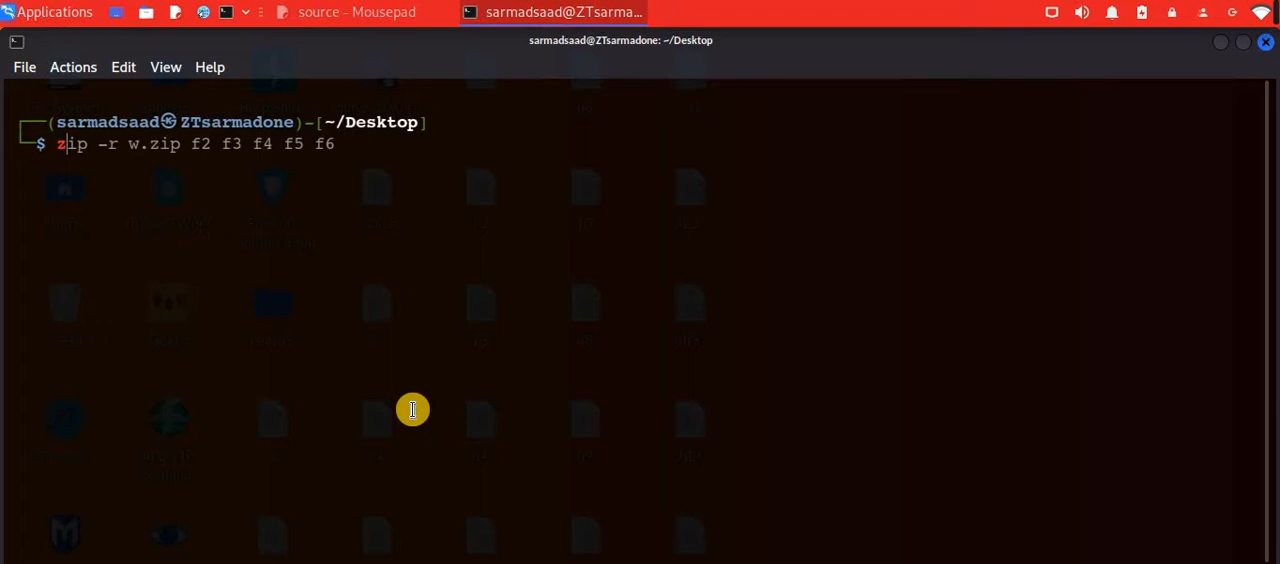 Applications source - Mousepad sarmadsaad@ZTsarma...
sarmadsaad@ZTsarmadone: ~/Desktop
File Actions Edit View Help
┌──(sarmadsaad㉿ZTsarmadone)-[~/Desktop]
└─$ zip -r w.zip f2 f3 f4 f5 f6